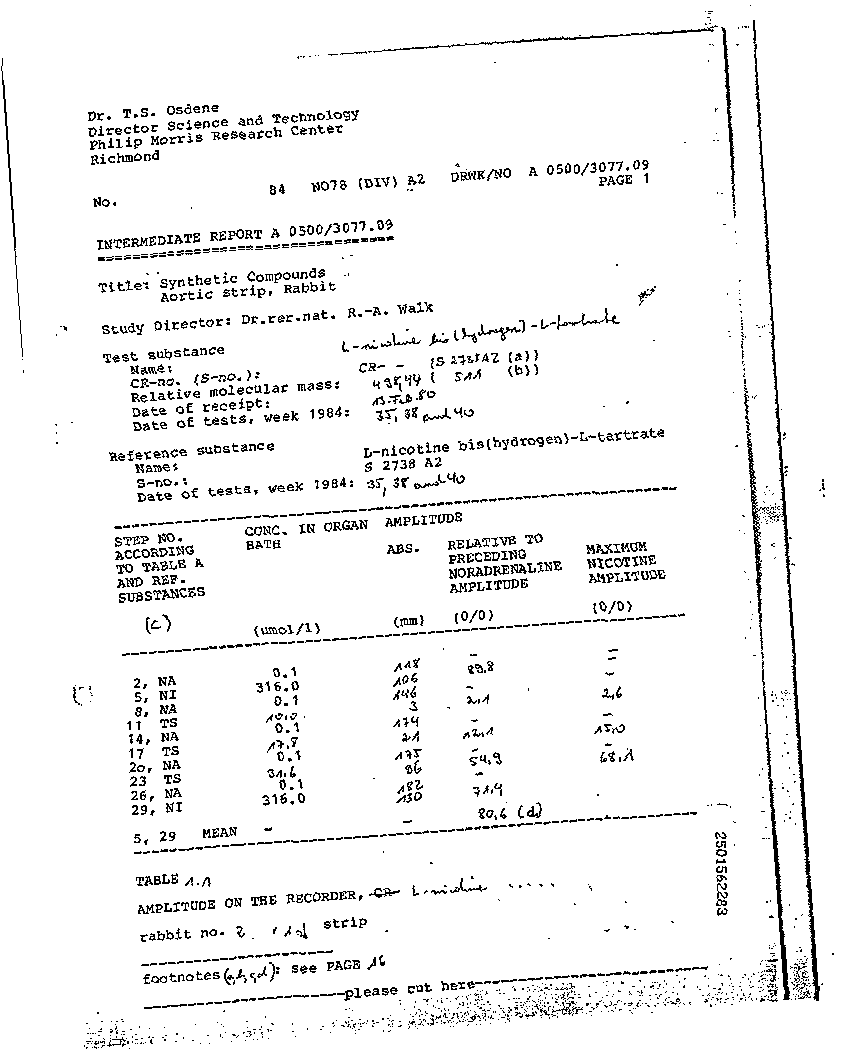 Dr. T.S. Osdene
Director Science and Technology
Philip Morris Research Center
Richmond
No. 84 NO78 (DIV) A2 DRWK/NO A 0500/3077.09
PAGE 1
INTERMEDIATE REPORT A 0500/3077.09
Title: Synthetic Compounds
Aortic strip, Rabbit
Study Director: Dr.rer.nat. R.-A. Walk
Test substance
Name: L-nicotine bis(hydrogen)-L-tartrate
CR-no. (S-no.): CR- - (S 2738 A2 (a))
Relative molecular mass: 498,44 ( 511 (b))
Date of receipt: 13.Feb.80
Date of tests, week 1984: 35, 38 and 40
Reference substance
Name: L-nicotine bis(hydrogen)-L-tartrate
S-no.: S 2738 A2
Date of tests, week 1984: 35, 38 and 40
STEP NO. CONC. IN ORGAN AMPLITUDE
ACCORDING BATH ABS. RELATIVE TO MAXIMUM
TO TABLE A PRECEDING NICOTINE
AND REF. NORADRENALINE AMPLITUDE
SUBSTANCES AMPLITUDE
(c) (umol/l) (mm) (0/0) (0/0)
2, NA 0.1 118 - -
5, NI 316.0 106 89,8 -
8, NA 0.1 146 - -
11 TS 10,0 3 2,1 2,6
14, NA 0.1 174 - -
17 TS 17,8 21 12,1 15,0
20, NA 0.1 175 - -
23 TS 31,6 86 54,9 68,1
26, NA 0.1 182 -
29, NI 316.0 130 71,4
5, 29 MEAN - - 80,6 (d)
TABLE 1.1
AMPLITUDE ON THE RECORDER, CR- L-nicotine .....
rabbit no. 2 , 1st strip
footnotes (a,b,c,d): see PAGE 16
please cut here
2501562283